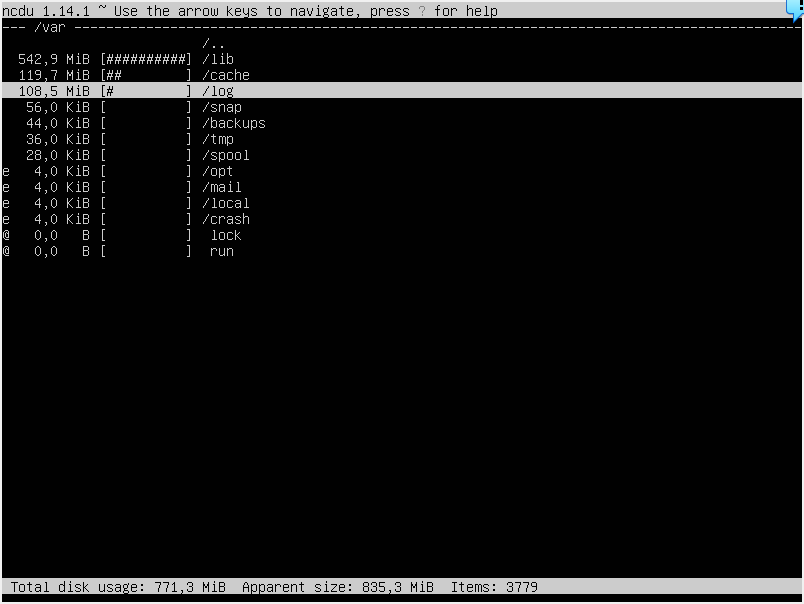 ncdu 1.14.1 ~ Use the arrow keys to navigate, press ? for help
--- /var ----------------------------------------------------------------------------------------
                         /..
  542,9 MiB [##########] /lib
  119,7 MiB [##        ] /cache
  108,5 MiB [#         ] /log
   56,0 KiB [          ] /snap
   44,0 KiB [          ] /backups
   36,0 KiB [          ] /tmp
   28,0 KiB [          ] /spool
e   4,0 KiB [          ] /opt
e   4,0 KiB [          ] /mail
e   4,0 KiB [          ] /local
e   4,0 KiB [          ] /crash
@   0,0   B [          ]  lock
@   0,0   B [          ]  run
 Total disk usage: 771,3 MiB  Apparent size: 835,3 MiB  Items: 3779